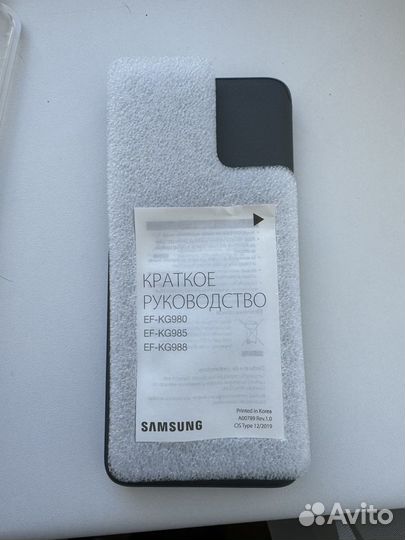 КРАТКОЕ
РУКОВОДСТВО
EF-KG980
EF-KG985
EF-KG988
SAMSUNG
Printed in Korea
A00789 Rev.1.0
CIS Type 12/2019
Avito